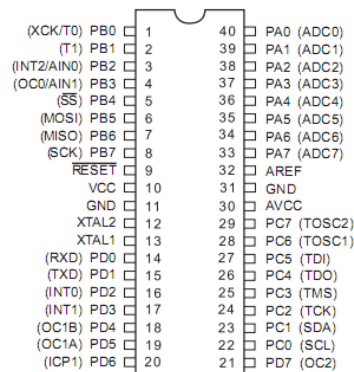 (XCK/T0) PB0 1 40 PA0 (ADC0)
(T1) PB1 2 39 PA1 (ADC1)
(INT2/AIN0) PB2 3 38 PA2 (ADC2)
(OC0/AIN1) PB3 4 37 PA3 (ADC3)
(SS) PB4 5 36 PA4 (ADC4)
(MOSI) PB5 6 35 PA5 (ADC5)
(MISO) PB6 7 34 PA6 (ADC6)
(SCK) PB7 8 33 PA7 (ADC7)
RESET 9 32 AREF
VCC 10 31 GND
GND 11 30 AVCC
XTAL2 12 29 PC7 (TOSC2)
XTAL1 13 28 PC6 (TOSC1)
(RXD) PD0 14 27 PC5 (TDI)
(TXD) PD1 15 26 PC4 (TDO)
(INT0) PD2 16 25 PC3 (TMS)
(INT1) PD3 17 24 PC2 (TCK)
(OC1B) PD4 18 23 PC1 (SDA)
(OC1A) PD5 19 22 PC0 (SCL)
(ICP1) PD6 20 21 PD7 (OC2)